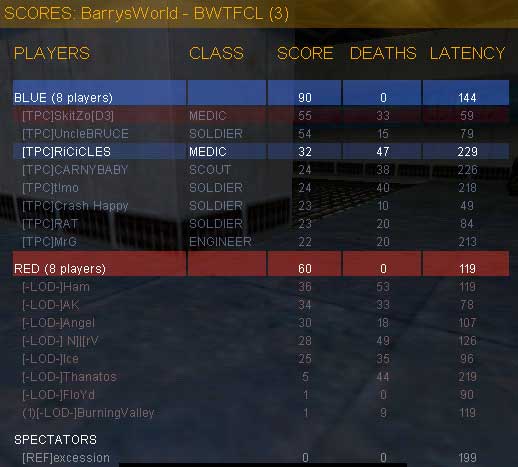 SCORES: BarrysWorld - BWTFCL (3)
PLAYERS CLASS SCORE DEATHS LATENCY
BLUE (8 players) 90 0 144
[TPC]SkitZo[D3] MEDIC 55 33 59
[TPC]UncleBRUCE SOLDIER 54 15 79
[TPC]RiCiCLES MEDIC 32 47 229
[TPC]CARNYBABY SCOUT 24 38 226
[TPC]t!mo SOLDIER 24 40 218
[TPC]Crash Happy SOLDIER 23 10 49
[TPC]RAT SOLDIER 23 20 84
[TPC]MrG ENGINEER 22 20 213
RED (8 players) 60 0 119
[-LOD-]Ham 36 53 119
[-LOD-]AK 34 33 78
[-LOD-]Angel 30 18 107
[-LOD-] N]|[rV 28 49 126
[-LOD-]Ice 25 35 96
[-LOD-]Thanatos 5 44 219
[-LOD-]FloYd 1 0 90
(1)[-LOD-]BurningValley 1 9 119
SPECTATORS
[REF]excession 0 0 199